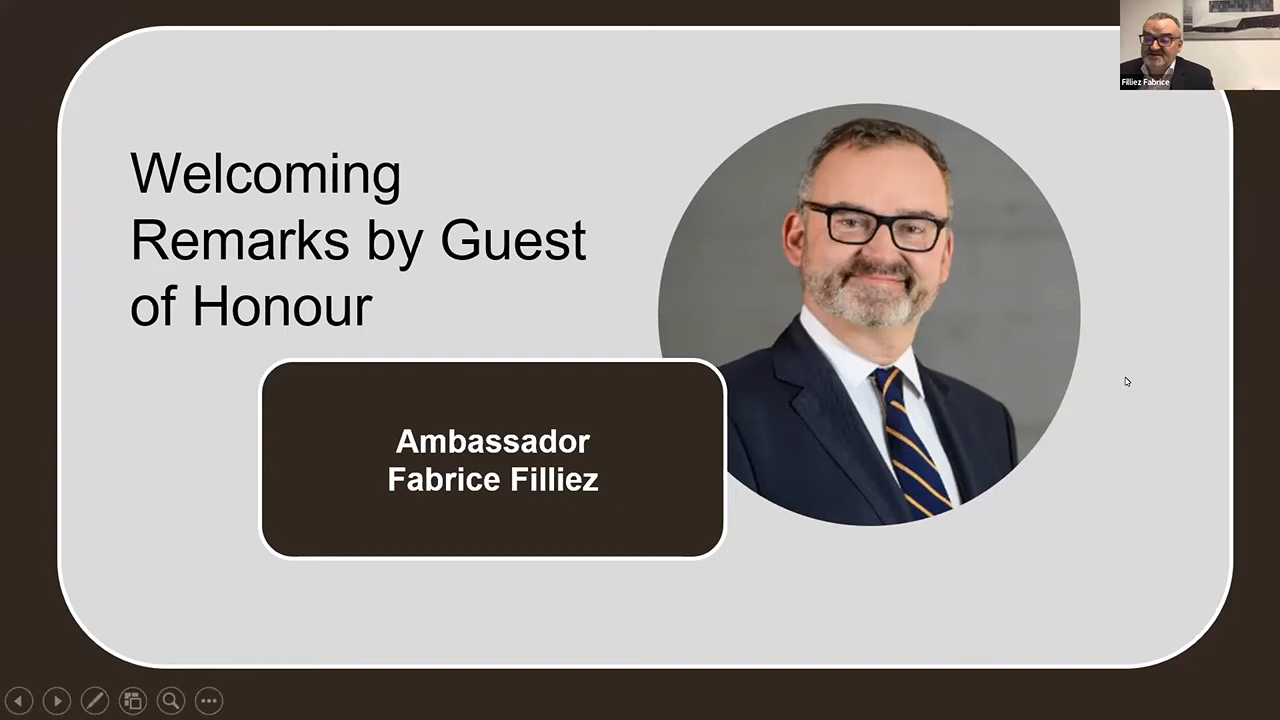 Welcoming
Remarks by Guest
of Honour
Ambassador
Fabrice Filliez
Filliez Fabrice